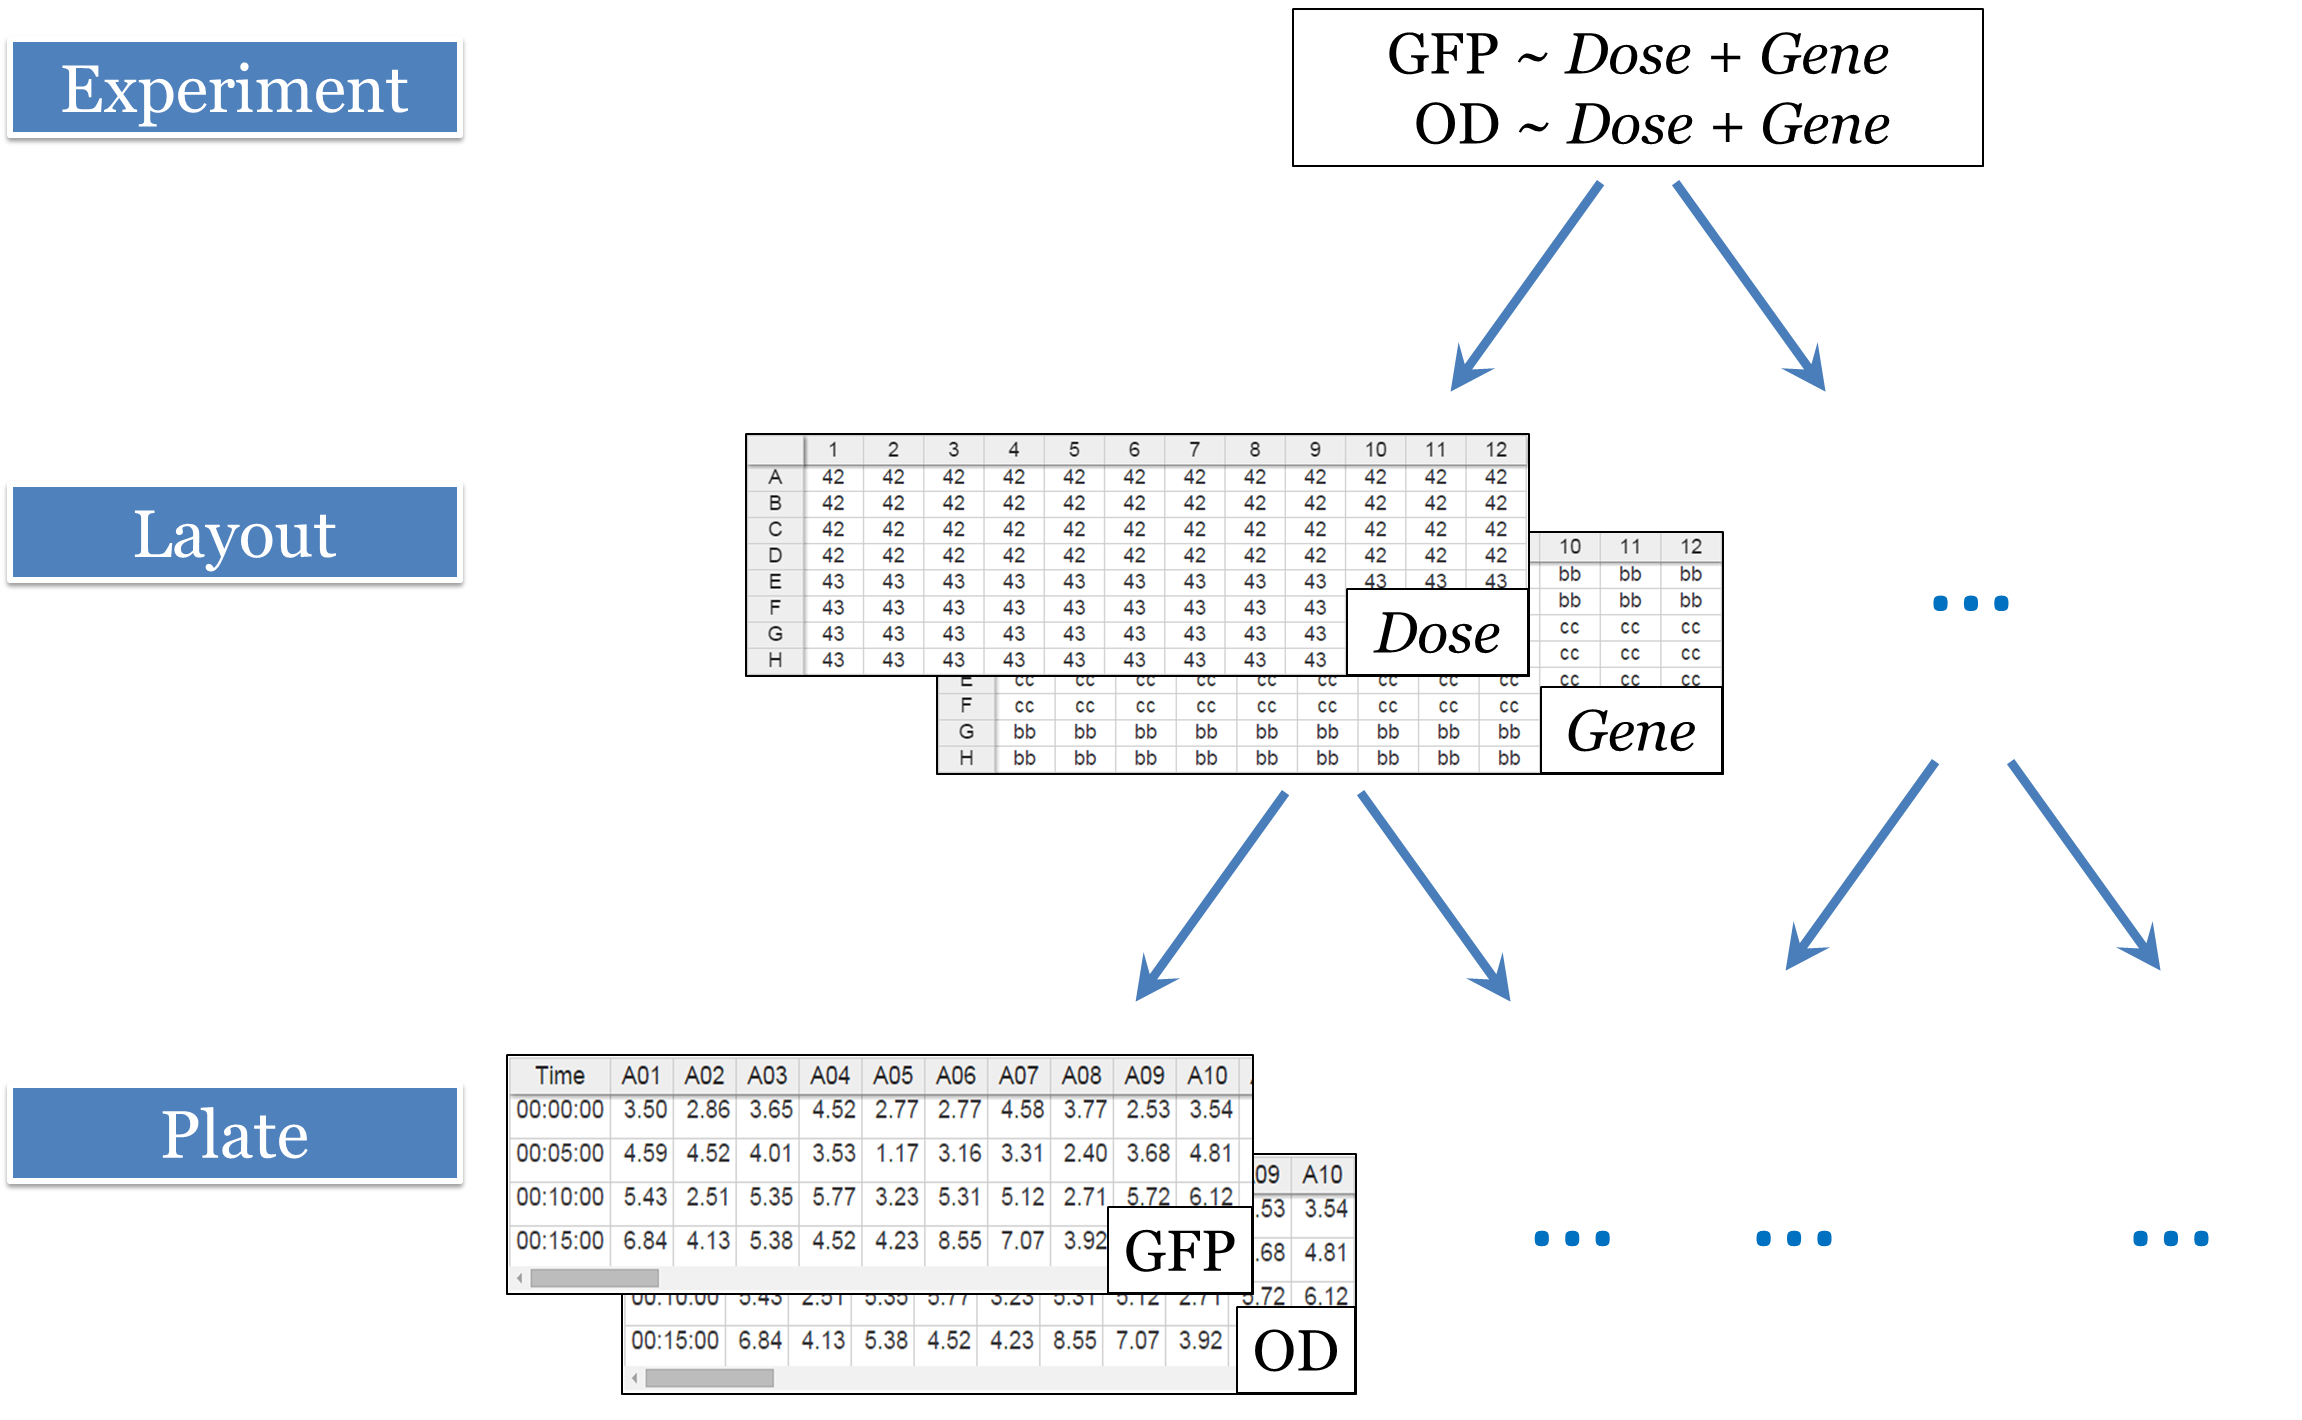 Experiment
GFP ~ Dose + Gene
OD ~ Dose + Gene
Layout
1 2 3 4 5 6 7 8 9 10 11 12
A 42 42 42 42 42 42 42 42 42 42 42 42
B 42 42 42 42 42 42 42 42 42 42 42 42
C 42 42 42 42 42 42 42 42 42 42 42 42
D 42 42 42 42 42 42 42 42 42 42 42 42
E 43 43 43 43 43 43 43 43 43 43 43 43
F 43 43 43 43 43 43 43 43 43
G 43 43 43 43 43 43 43 43 43
H 43 43 43 43 43 43 43 43 43
Dose
10 11 12
bb bb bb
bb bb bb
cc cc cc
cc cc cc
E cc cc cc cc cc cc cc cc cc cc cc cc
F cc cc cc cc cc cc cc cc cc
G bb bb bb bb bb bb bb bb bb
H bb bb bb bb bb bb bb bb bb
Gene
...
Plate
Time A01 A02 A03 A04 A05 A06 A07 A08 A09 A10
00:00:00 3.50 2.86 3.65 4.52 2.77 2.77 4.58 3.77 2.53 3.54
00:05:00 4.59 4.52 4.01 3.53 1.17 3.16 3.31 2.40 3.68 4.81
00:10:00 5.43 2.51 5.35 5.77 3.23 5.31 5.12 2.71 5.72 6.12
00:15:00 6.84 4.13 5.38 4.52 4.23 8.55 7.07 3.92
GFP
09 A10
.53 3.54
.68 4.81
00:10:00 5.43 2.51 5.35 5.77 3.23 5.31 5.12 2.71 5.72 6.12
00:15:00 6.84 4.13 5.38 4.52 4.23 8.55 7.07 3.92
OD
... ... ...